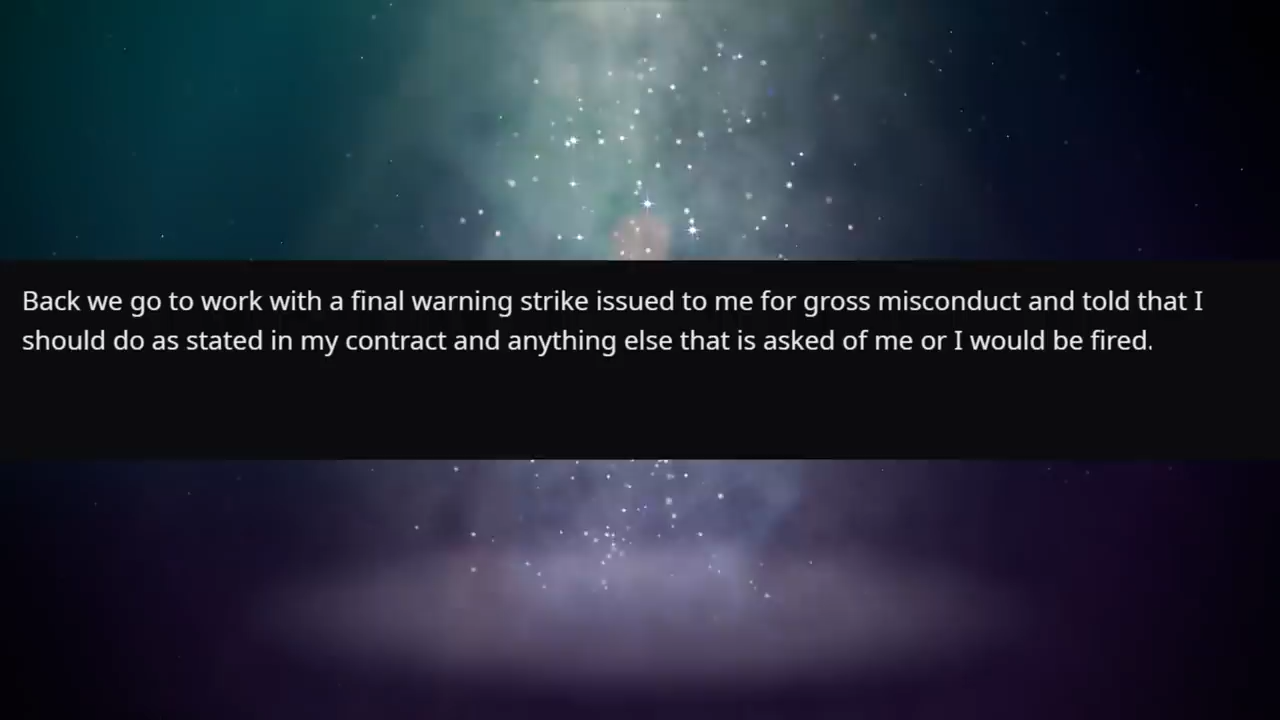 Back we go to work with a final warning strike issued to me for gross misconduct and told that I
should do as stated in my contract and anything else that is asked of me or I would be fired.